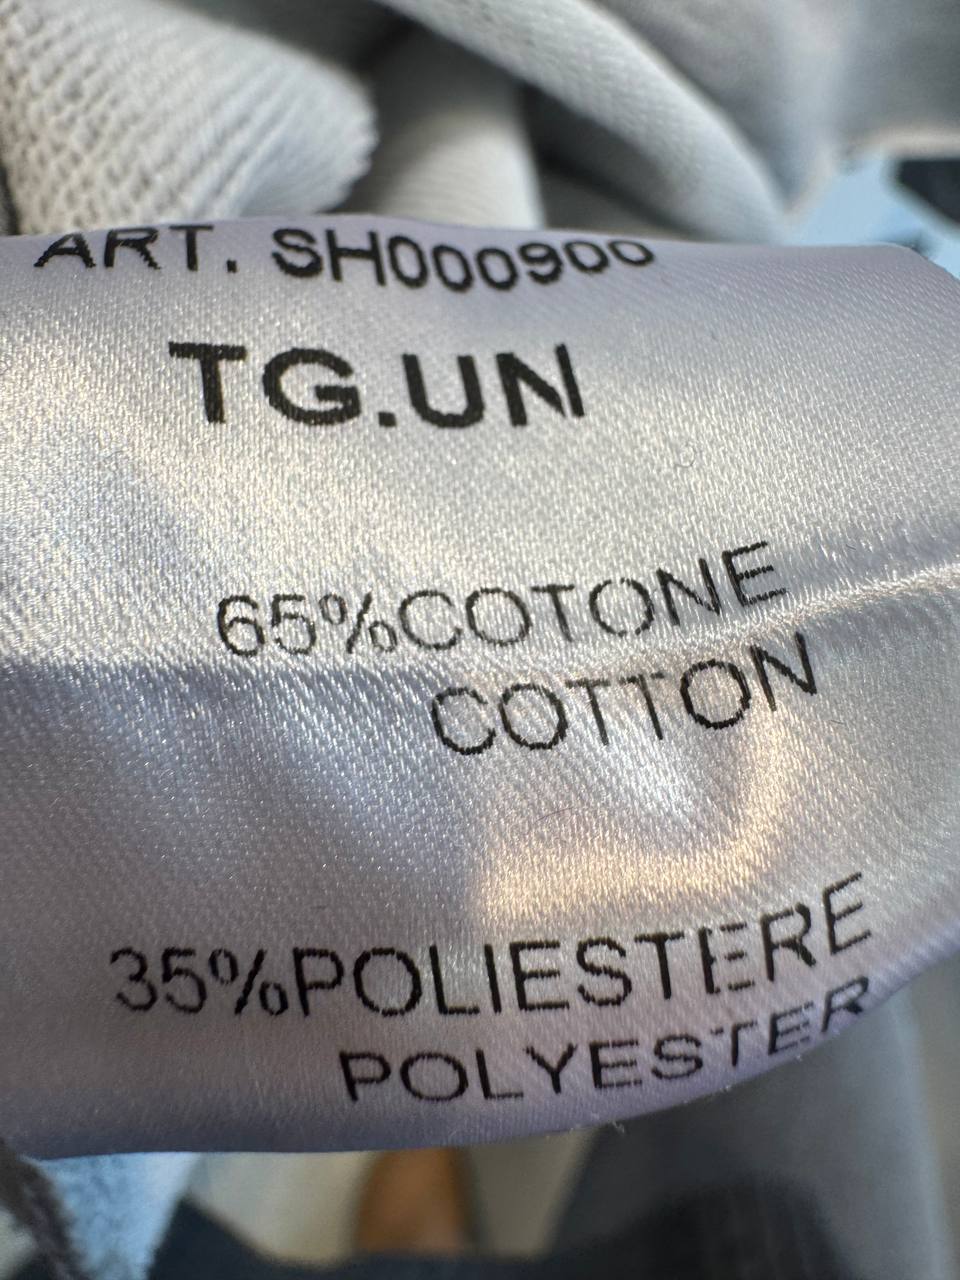 ART. SH000900
TG.UN
65%COTONE
COTTON
35%POLIESTERE
POLYESTER